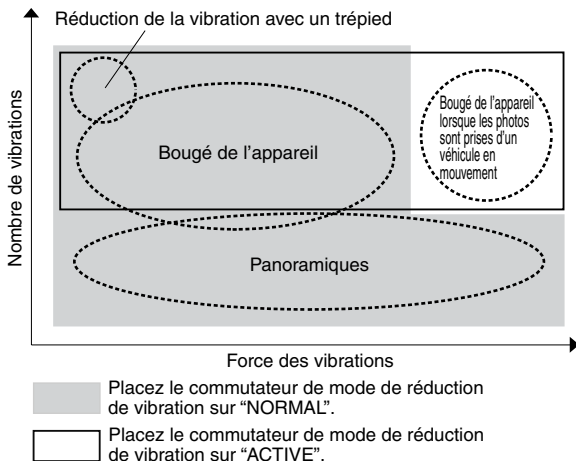 Réduction de la vibration avec un trépied
Nombre de vibrations
Bougé de l'appareil
Bougé de l'appareil
lorsque les photos
sont prises d'un
véhicule en
mouvement
Panoramiques
Force des vibrations
Placez le commutateur de mode de réduction
de vibration sur “NORMAL”.
Placez le commutateur de mode de réduction
de vibration sur “ACTIVE”.